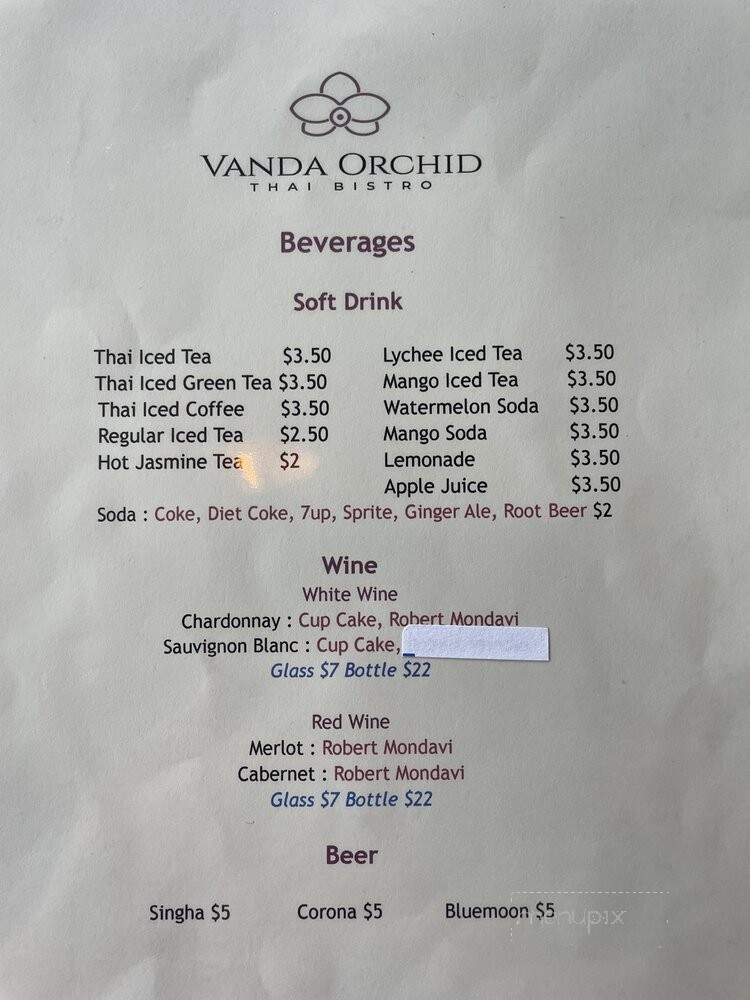 VANDA ORCHID
THAI BISTRO
Beverages
Soft Drink
Thai Iced Tea $3.50 Lychee Iced Tea $3.50
Thai Iced Green Tea $3.50 Mango Iced Tea $3.50
Thai Iced Coffee $3.50 Watermelon Soda $3.50
Regular Iced Tea $2.50 Mango Soda $3.50
Hot Jasmine Tea $2 Lemonade $3.50
Apple Juice $3.50
Soda : Coke, Diet Coke, 7up, Sprite, Ginger Ale, Root Beer $2
Wine
White Wine
Chardonnay : Cup Cake, Robert Mondavi
Sauvignon Blanc : Cup Cake,
Glass $7 Bottle $22
Red Wine
Merlot : Robert Mondavi
Cabernet : Robert Mondavi
Glass $7 Bottle $22
Beer
Singha $5 Corona $5 Bluemoon $5
menupix